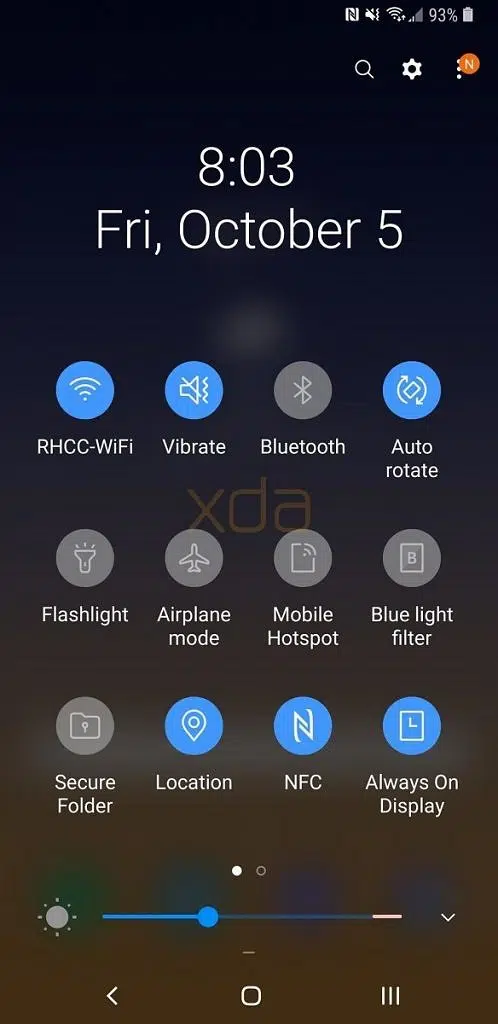 93%
N
8:03
Fri, October 5
RHCC-WiFi Vibrate Bluetooth Auto
rotate
xda
Flashlight Airplane Mobile Blue light
mode Hotspot filter
B
Secure Location NFC Always On
Folder Display